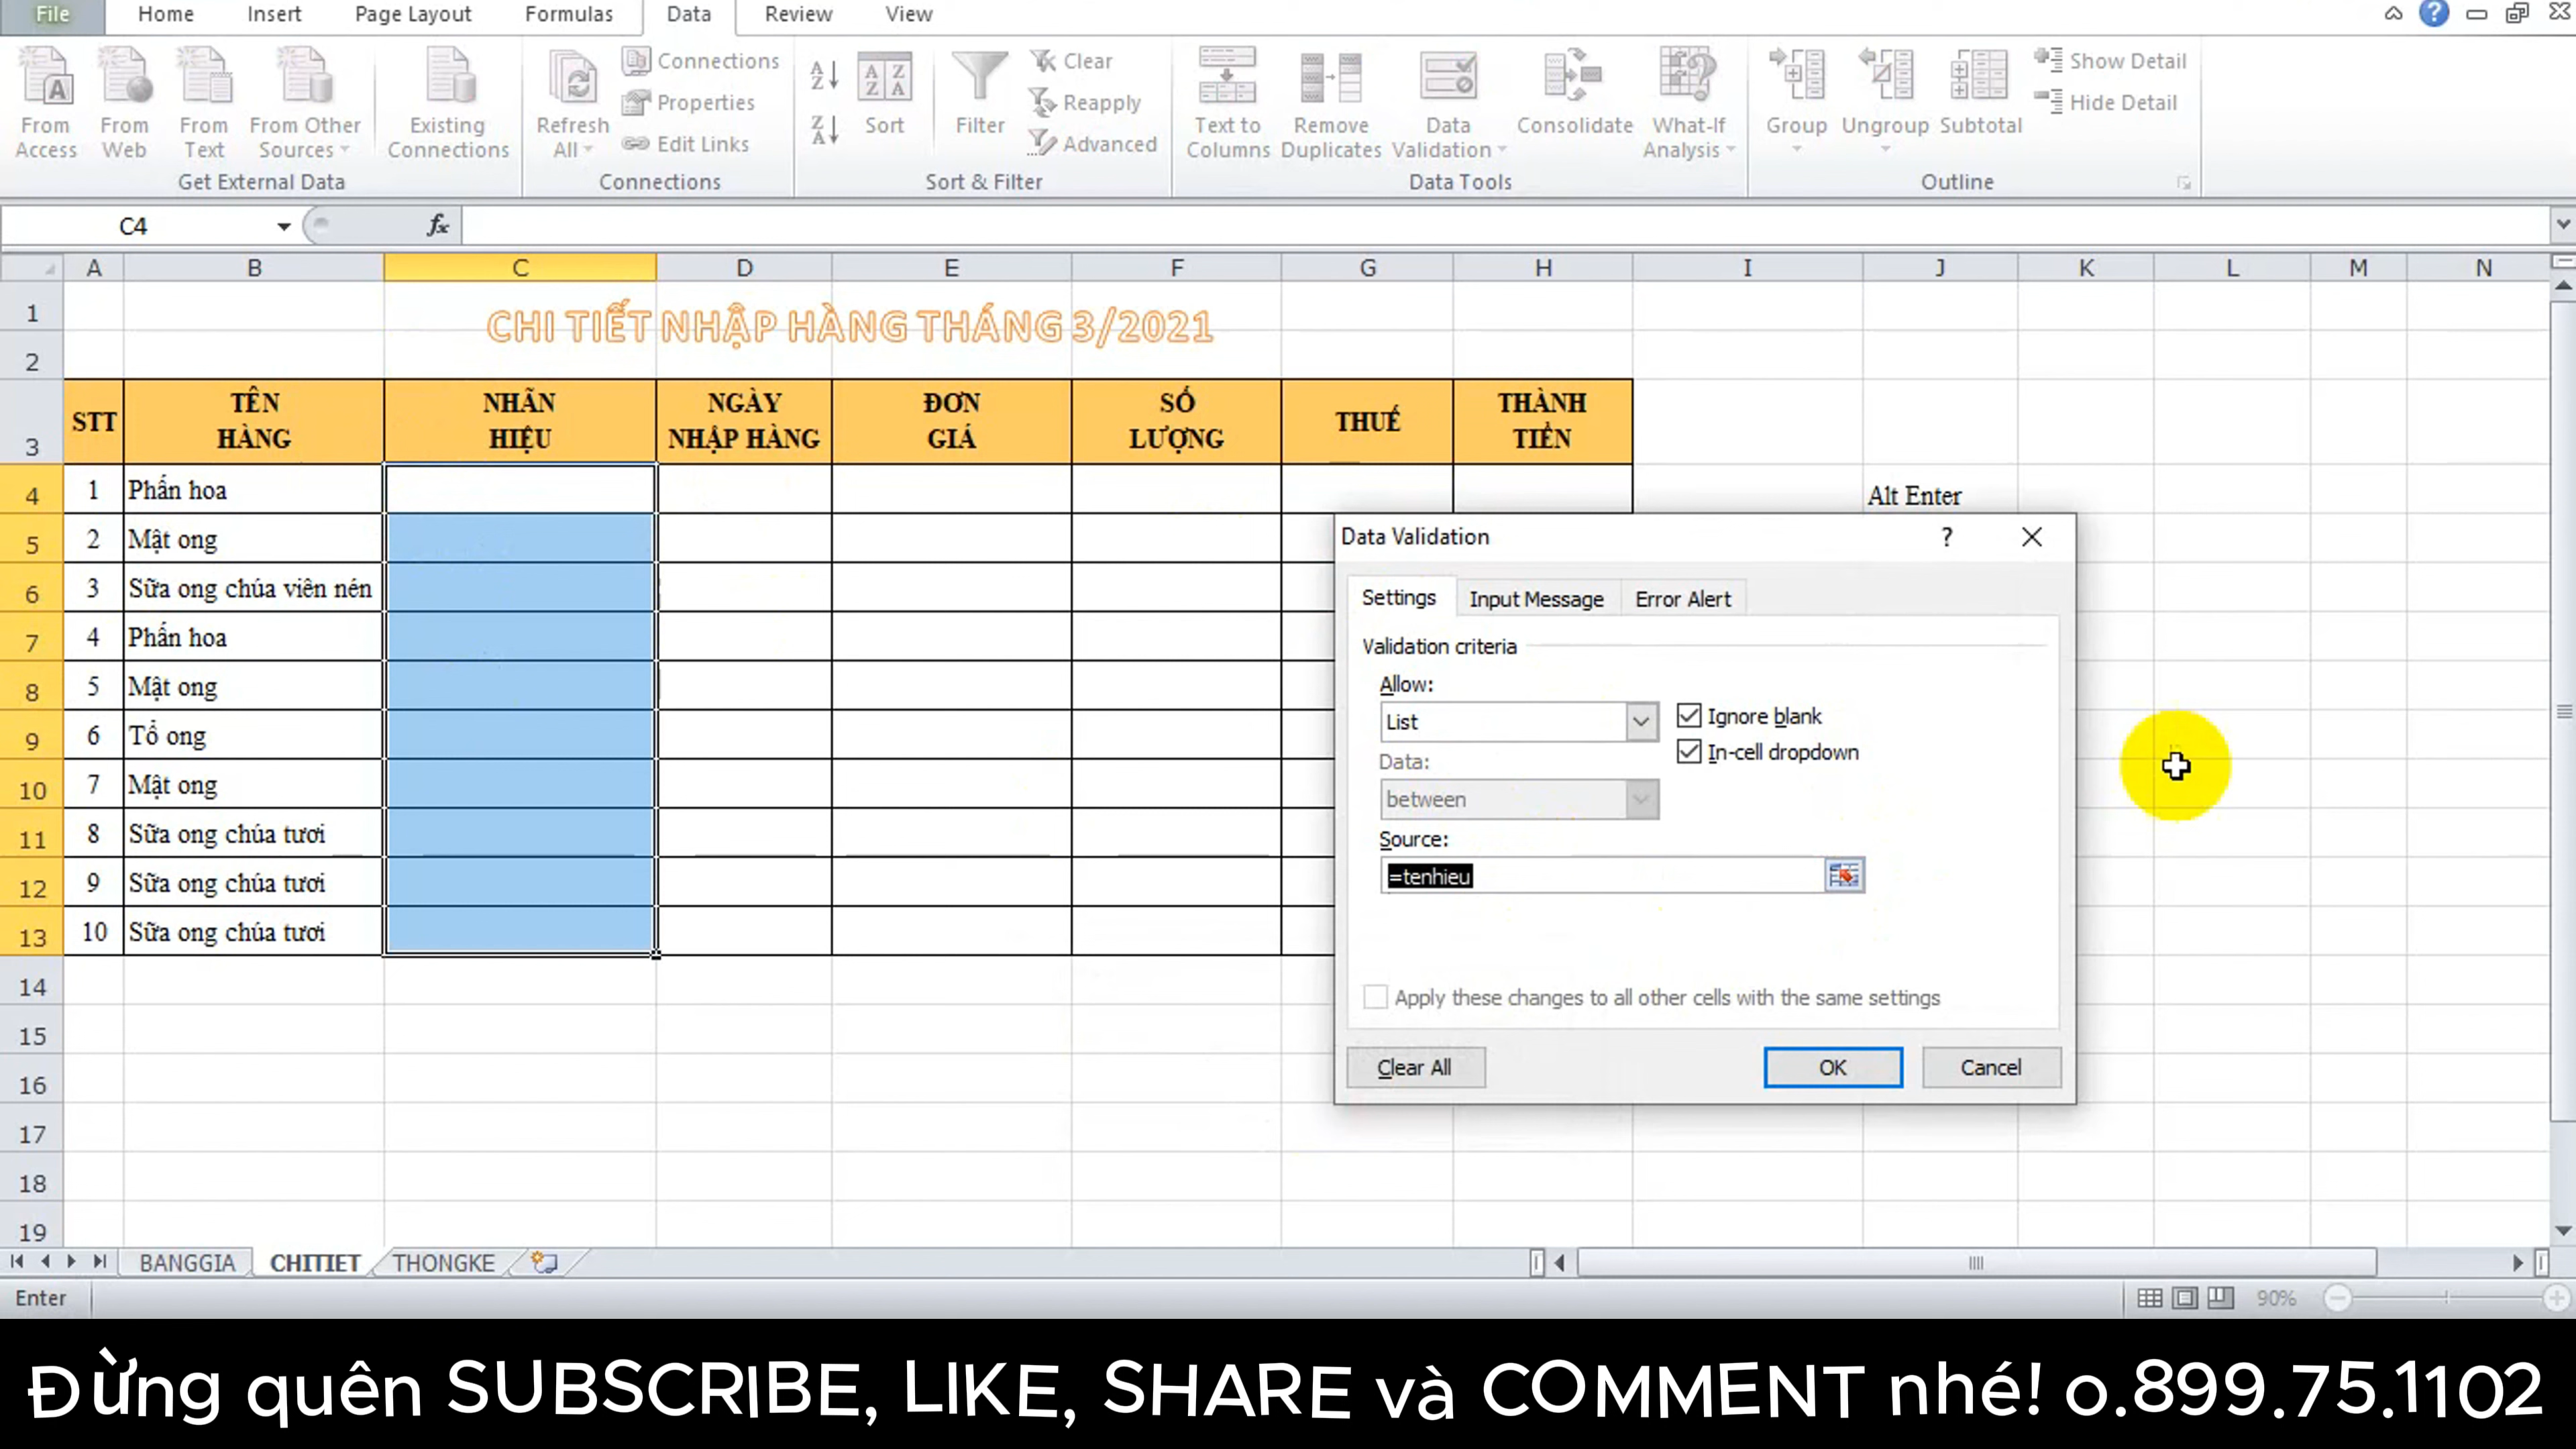 File Home Insert Page Layout Formulas Data Review View
From Access
From Web
From Text
From Other Sources
Existing Connections
Get External Data
Refresh All
Connections
Properties
Edit Links
Connections
Sort
Filter
Clear
Reapply
Advanced
Sort & Filter
Text to Columns
Remove Duplicates
Data Validation
Consolidate
What-If Analysis
Data Tools
Group
Ungroup
Subtotal
Show Detail
Hide Detail
Outline
C4 fx
A B C D E F G H I J K L M N
1
CHI TIẾT NHẬP HÀNG THÁNG 3/2021
2
3 STT TÊN HÀNG NHÃN HIỆU NGÀY NHẬP HÀNG ĐƠN GIÁ SỐ LƯỢNG THUẾ THÀNH TIỀN
4 1 Phấn hoa Alt Enter
5 2 Mật ong
6 3 Sữa ong chúa viên nén
7 4 Phấn hoa
8 5 Mật ong
9 6 Tổ ong
10 7 Mật ong
11 8 Sữa ong chúa tươi
12 9 Sữa ong chúa tươi
13 10 Sữa ong chúa tươi
14
15
16
17
18
19
Data Validation ?
Settings Input Message Error Alert
Validation criteria
Allow:
List
Ignore blank
In-cell dropdown
Data:
between
Source:
=tenhieu
Apply these changes to all other cells with the same settings
Clear All OK Cancel
BANGGIA CHITIET THONGKE
Enter 90%
Đừng quên SUBSCRIBE, LIKE, SHARE và COMMENT nhé! 0.899.75.1102